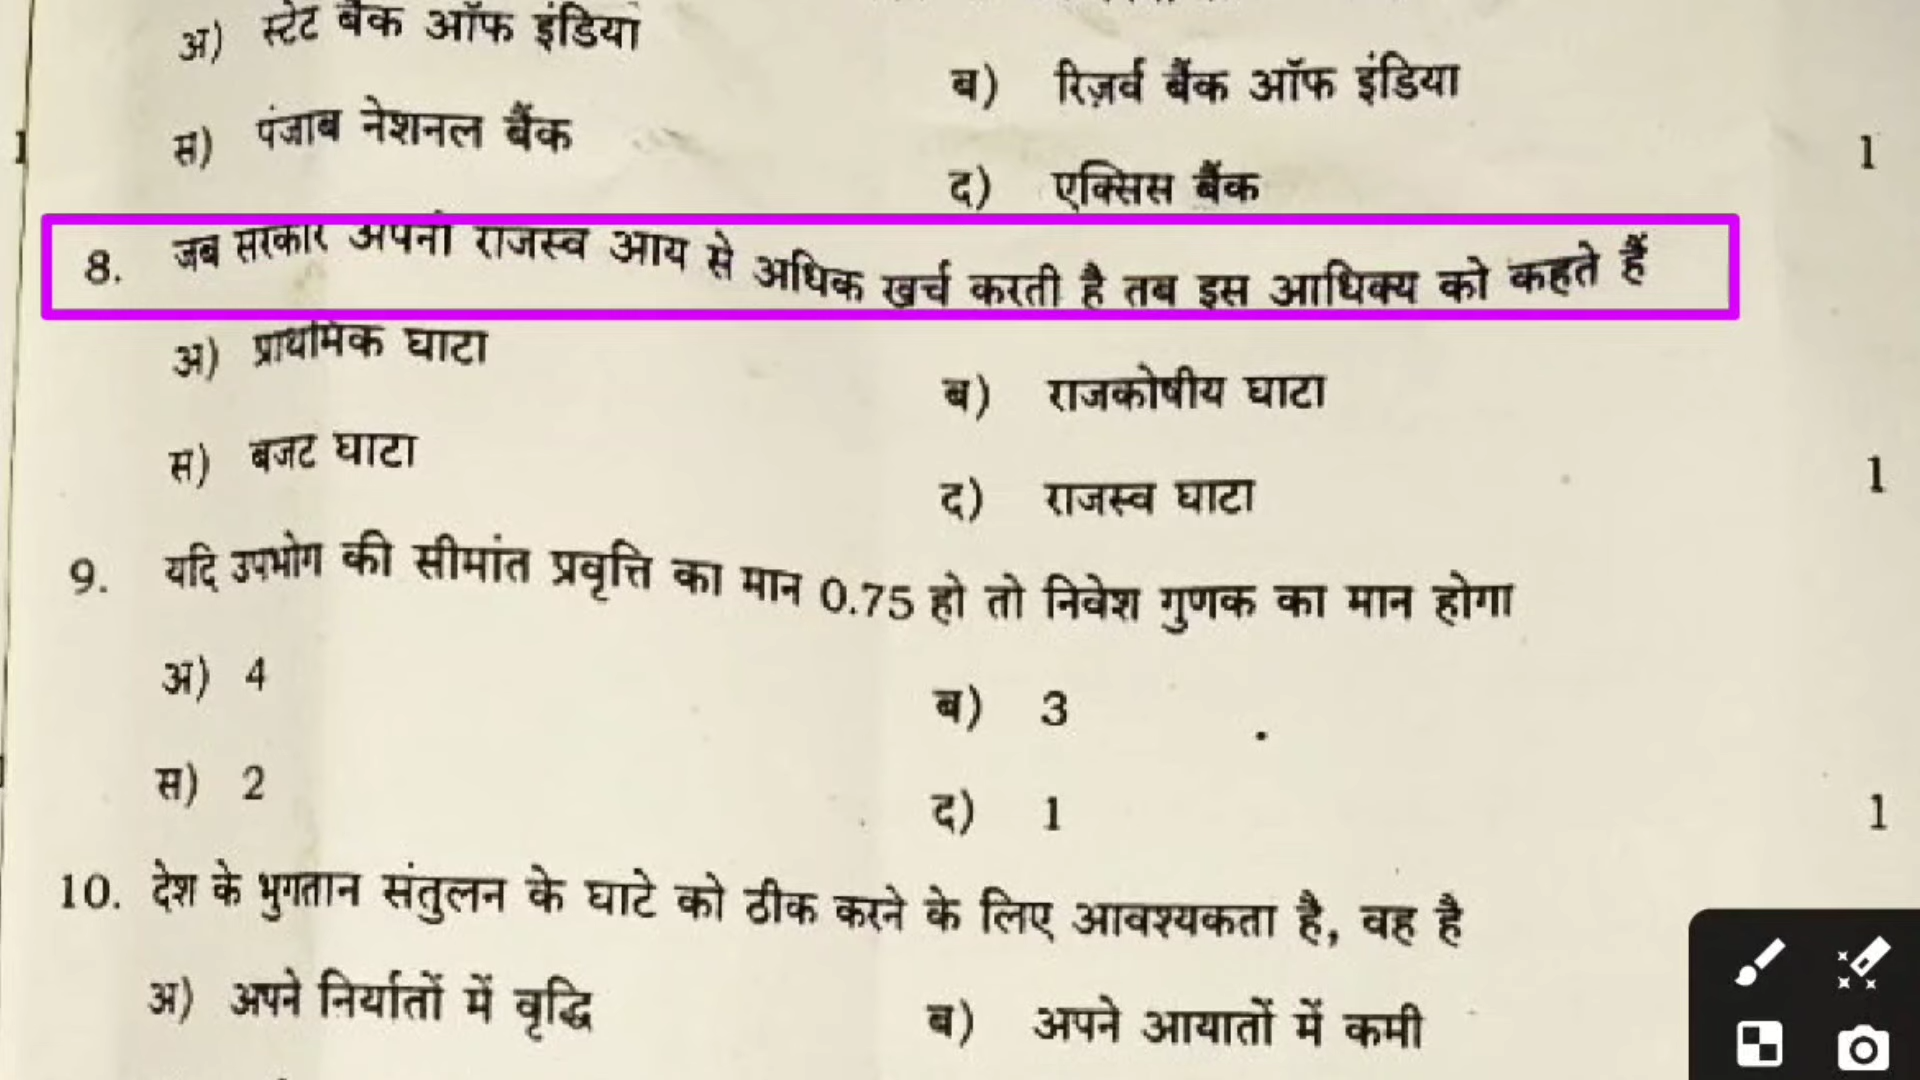 अ) स्टेट बैंक ऑफ इंडिया
ब) रिज़र्व बैंक ऑफ इंडिया
स) पंजाब नेशनल बैंक
द) एक्सिस बैंक
1
8. जब सरकार अपनी राजस्व आय से अधिक खर्च करती है तब इस आधिक्य को कहते हैं
अ) प्राथमिक घाटा
ब) राजकोषीय घाटा
स) बजट घाटा
द) राजस्व घाटा
1
9. यदि उपभोग की सीमांत प्रवृत्ति का मान 0.75 हो तो निवेश गुणक का मान होगा
अ) 4
ब) 3
स) 2
द) 1
1
10. देश के भुगतान संतुलन के घाटे को ठीक करने के लिए आवश्यकता है, वह है
अ) अपने निर्यातों में वृद्धि
ब) अपने आयातों में कमी